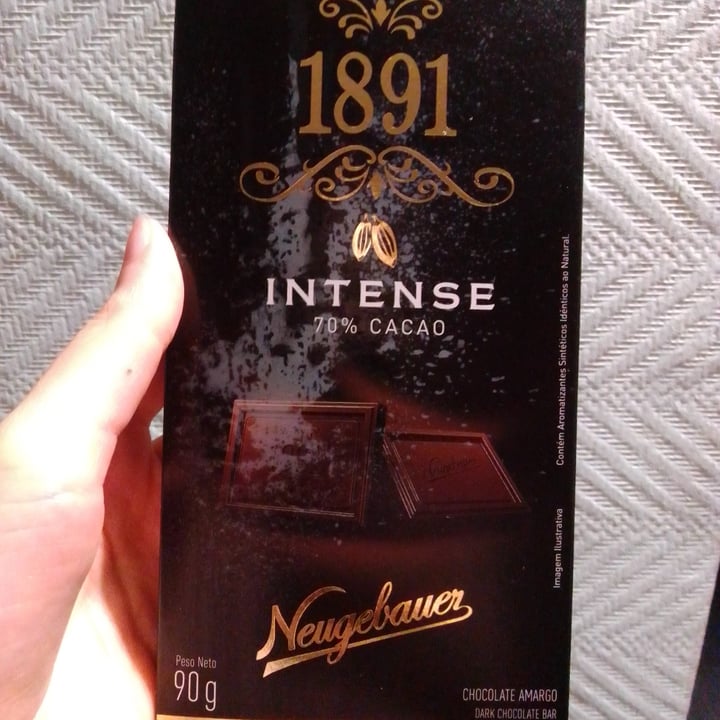 1891
INTENSE
70% CACAO
Contém Aromatizantes Sintéticos Idênticos ao Natural.
Imagem Ilustrativa
Neugebauer
Peso Neto
90 g
CHOCOLATE AMARGO
DARK CHOCOLATE BAR